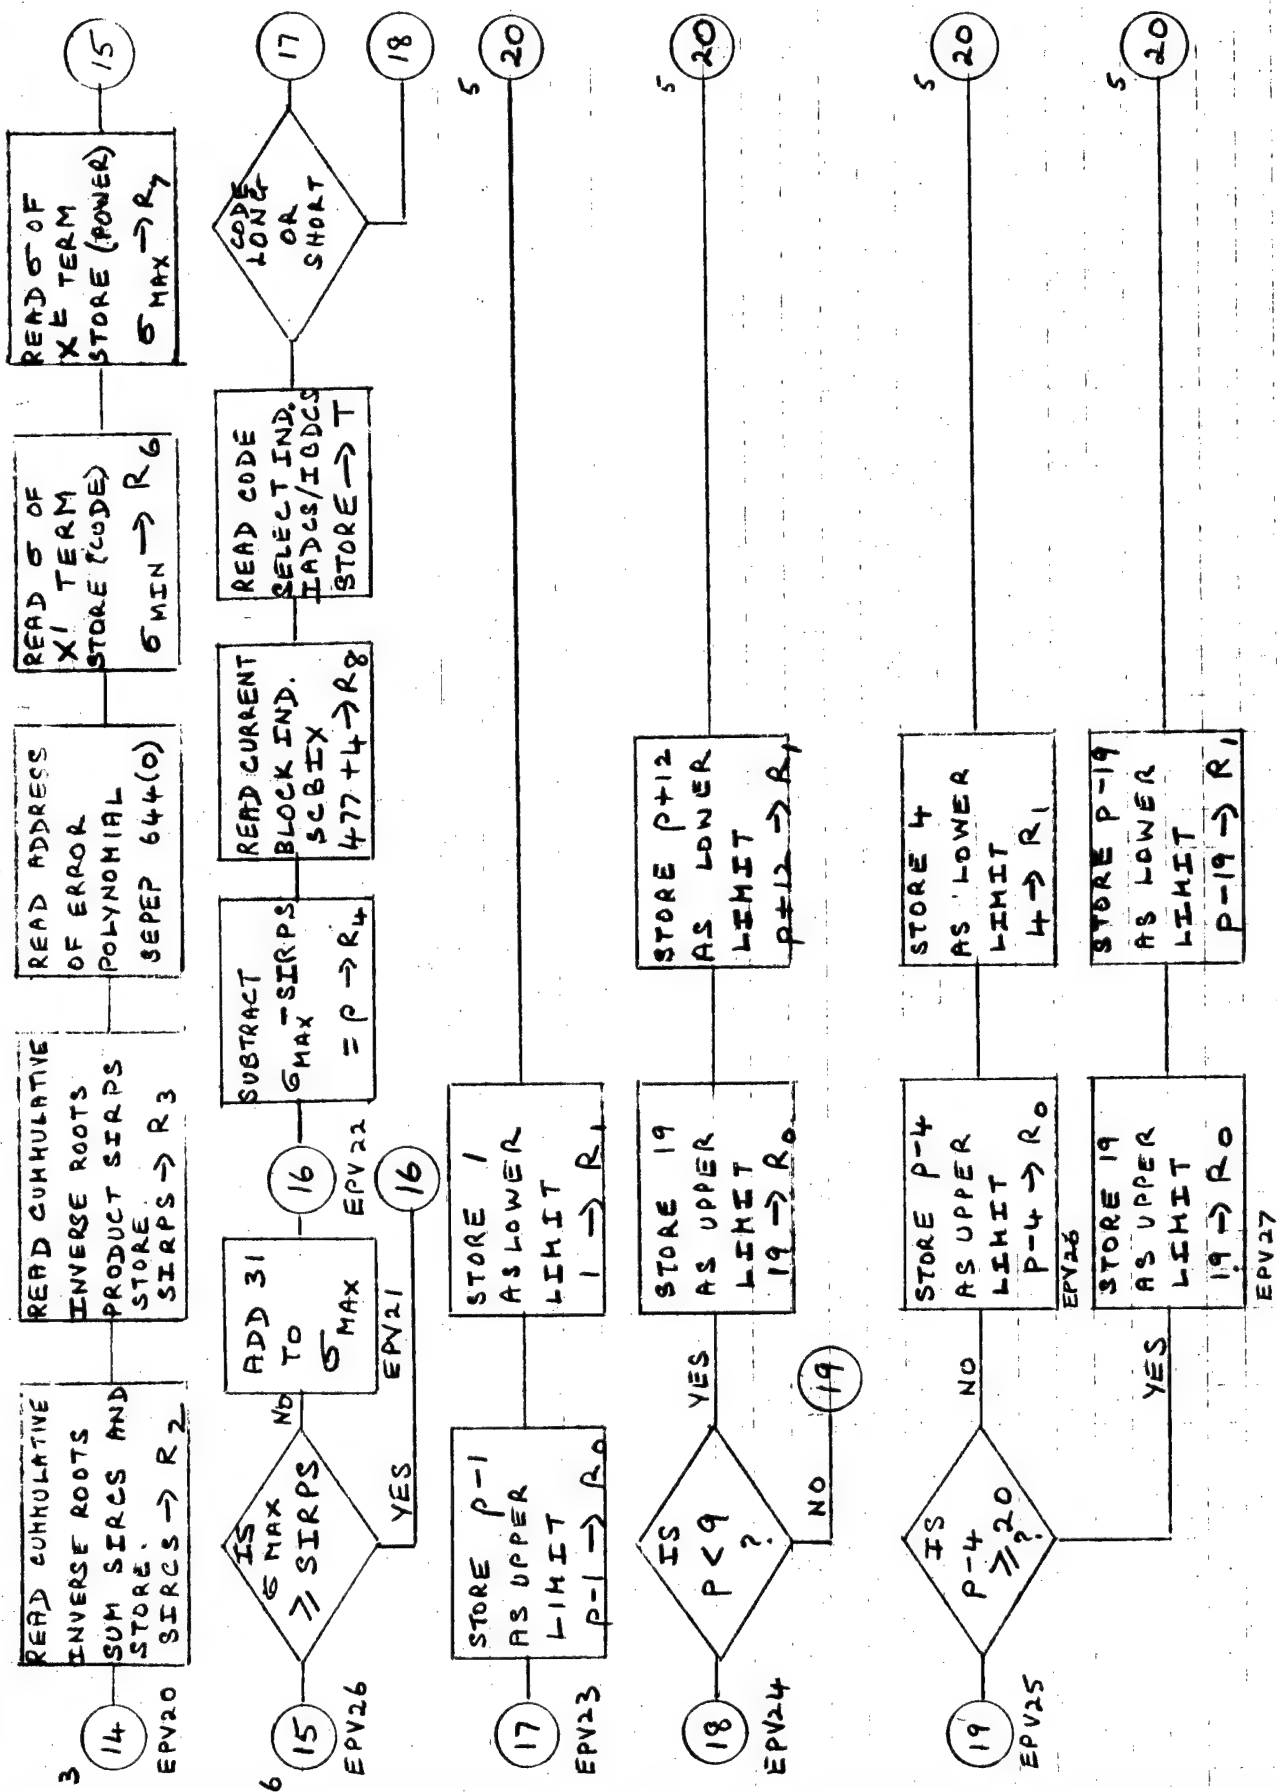 3
14
EPV20
READ CUMMULATIVE
INVERSE ROOTS
SUM SIRCS AND
STORE.
SIRCS → R2
READ CUMMULATIVE
INVERSE ROOTS
PRODUCT SIRPS
STORE.
SIRPS → R3
READ ADDRESS
OF ERROR
POLYNOMIAL
SEPEP 644(0)
READ σ OF
X' TERM
STORE (CODE)
σ MIN → R6
READ σ OF
X^t TERM
STORE (POWER)
σ MAX → R7
15
6
15
EPV26
IS
σ MAX
⩾ SIRPS
NO
YES
ADD 31
TO
σ MAX
EPV21
16
EPV22
16
SUBTRACT
σ MAX - SIRPS
= P → R4
READ CURRENT
BLOCK IND.
SCBIX
477+4 → R8
READ CODE
SELECT IND.
IADCS/IBDCS
STORE → T
CODE
LONG
OR
SHORT
17
18
17
EPV23
STORE P-1
AS UPPER
LIMIT
P-1 → R0
STORE 1
AS LOWER
LIMIT
1 → R1
5
20
18
EPV24
IS
P < 9
?
YES
NO
19
STORE 19
AS UPPER
LIMIT
19 → R0
STORE P+12
AS LOWER
LIMIT
P+12 → R1
5
20
19
EPV25
IS
P-4
⩾ 20
?
NO
YES
STORE P-4
AS UPPER
LIMIT
P-4 → R0
EPV26
STORE 4
AS LOWER
LIMIT
4 → R1
5
20
STORE 19
AS UPPER
LIMIT
19 → R0
EPV27
STORE P-19
AS LOWER
LIMIT
P-19 → R1
5
20